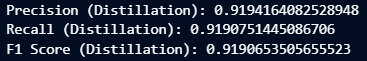 Precision (Distillation): 0.9194164082528948
Recall (Distillation): 0.9190751445086706
F1 Score (Distillation): 0.9190653505655523